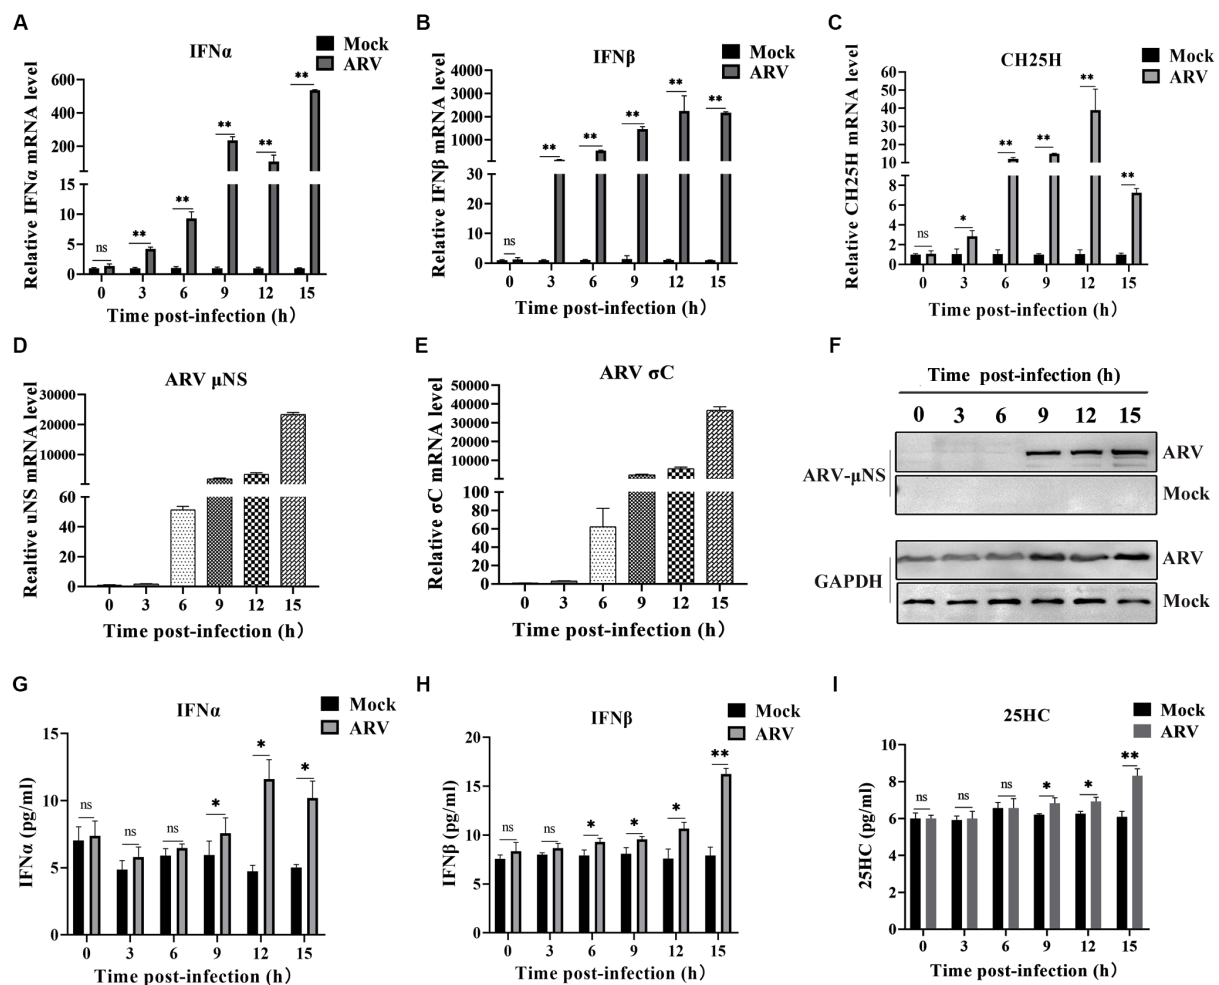 A
IFNα
Mock
ARV
Relative IFNα mRNA level
600
400
200
15
10
5
0
ns
**
**
**
**
**
0 3 6 9 12 15
Time post-infection (h)
B
IFNβ
Mock
ARV
Relative IFNβ mRNA level
4000
3000
2000
1000
30
20
10
0
ns
**
**
**
**
**
0 3 6 9 12 15
Time post-infection (h)
C
CH25H
Mock
ARV
Relative CH25H mRNA level
60
50
40
30
20
10
8
6
4
2
0
ns
*
**
**
**
**
0 3 6 9 12 15
Time post-infection (h)
D
ARV μNS
Realtive uNS mRNA level
30000
20000
10000
60
40
20
0
0 3 6 9 12 15
Time post-infection (h)
E
ARV σC
Relative σC mRNA level
50000
40000
30000
20000
10000
100
80
60
40
20
0
0 3 6 9 12 15
Time post-infection (h)
F
Time post-infection (h)
0 3 6 9 12 15
ARV-μNS
ARV
Mock
GAPDH
ARV
Mock
G
IFNα
Mock
ARV
IFNα (pg/ml)
15
10
5
0
ns
ns
ns
*
*
*
0 3 6 9 12 15
Time post-infection (h)
H
IFNβ
Mock
ARV
IFNβ (pg/ml)
20
15
10
5
0
ns
ns
*
*
*
**
0 3 6 9 12 15
Time post-infection (h)
I
25HC
Mock
ARV
25HC (pg/ml)
10
8
6
4
2
0
ns
ns
ns
*
*
**
0 3 6 9 12 15
Time post-infection (h)